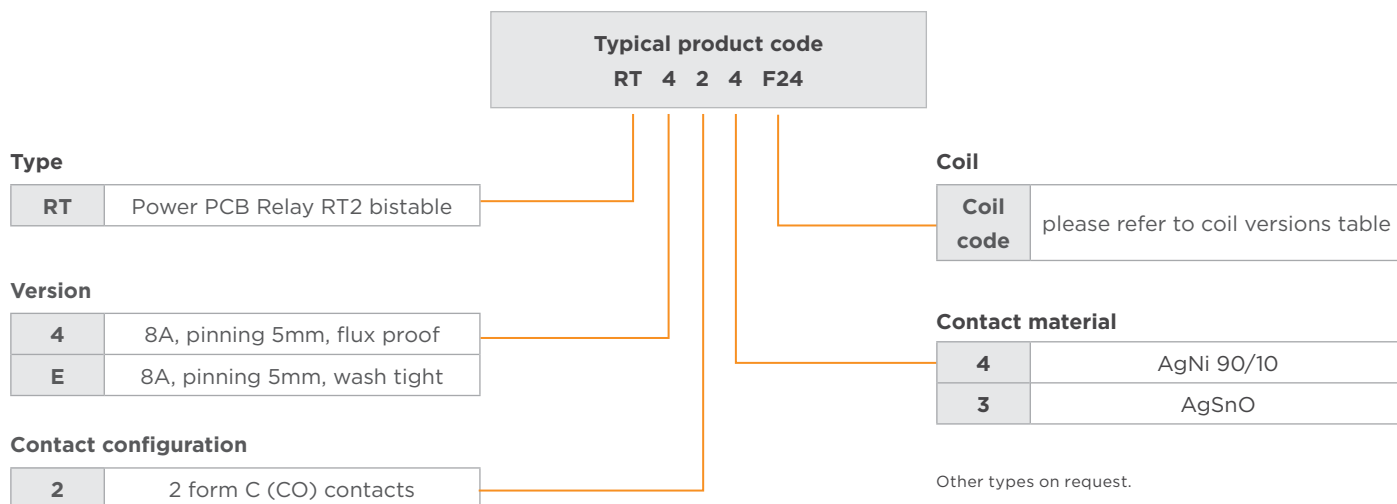 Typical product code
RT 4 2 4 F24
Type
RT Power PCB Relay RT2 bistable
Version
4 8A, pinning 5mm, flux proof
E 8A, pinning 5mm, wash tight
Contact configuration
2 2 form C (CO) contacts
Coil
Coil
code
please refer to coil versions table
Contact material
4 AgNi 90/10
3 AgSnO
Other types on request.